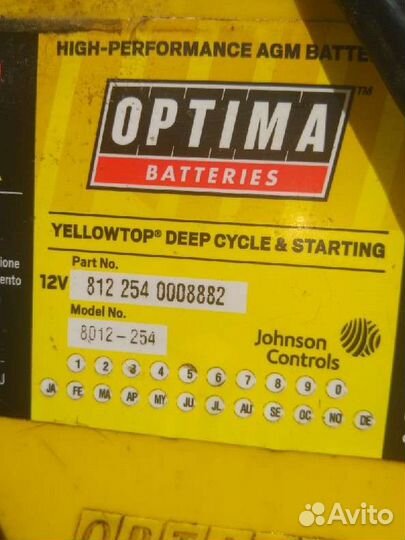 HIGH-PERFORMANCE AGM
OPTIMA™
BATTERIES
YELLOWTOP® DEEP CYCLE & STARTING
Part No.
12V 812 254 0008882
Model No.
8012-254
Johnson
Controls
1 2 3 4 5 6 7 8 9 0
JA FE MA AP MY JU JL AU SE OC NO DE
Avito